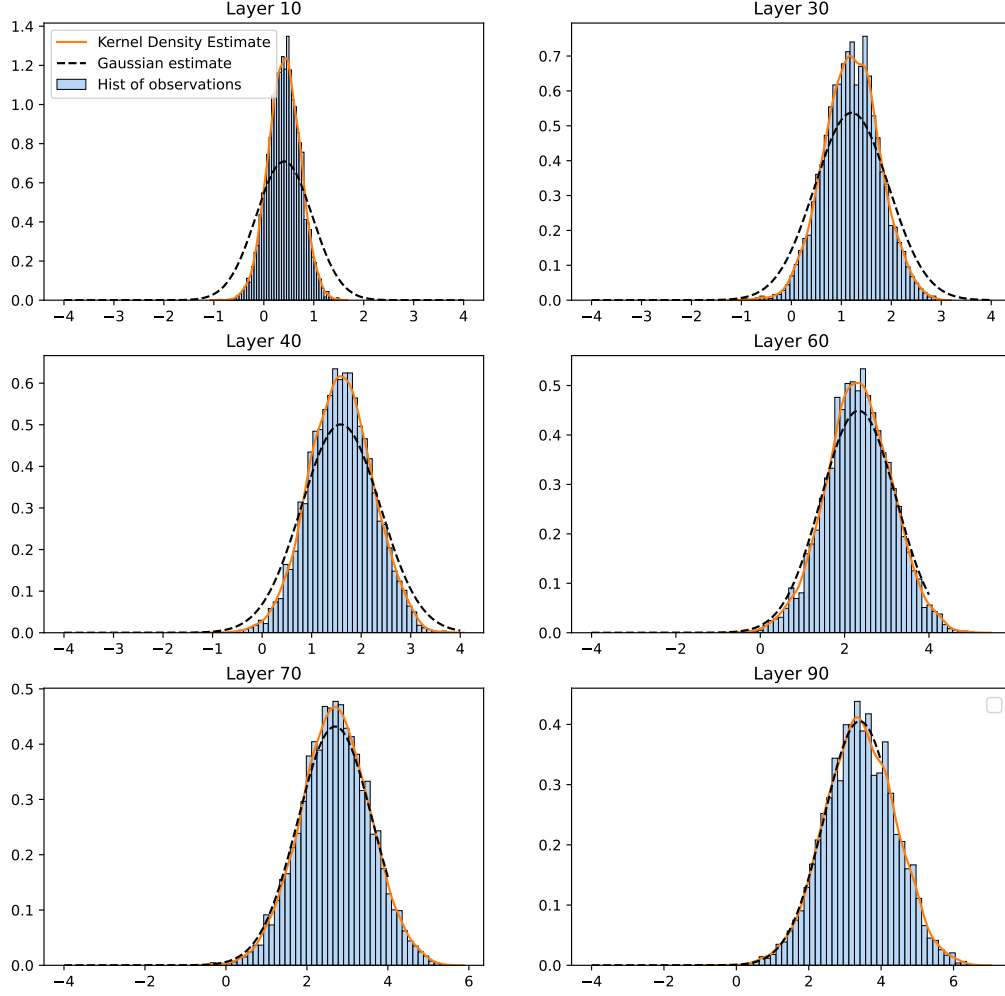 Layer 10
1.4
1.2
1.0
0.8
0.6
0.4
0.2
0.0
−4 −3 −2 −1 0 1 2 3 4
Kernel Density Estimate
Gaussian estimate
Hist of observations
Layer 30
0.7
0.6
0.5
0.4
0.3
0.2
0.1
0.0
−4 −3 −2 −1 0 1 2 3 4
Layer 40
0.6
0.5
0.4
0.3
0.2
0.1
0.0
−4 −3 −2 −1 0 1 2 3 4
Layer 60
0.5
0.4
0.3
0.2
0.1
0.0
−4 −2 0 2 4
Layer 70
0.5
0.4
0.3
0.2
0.1
0.0
−4 −2 0 2 4 6
Layer 90
0.4
0.3
0.2
0.1
0.0
−4 −2 0 2 4 6